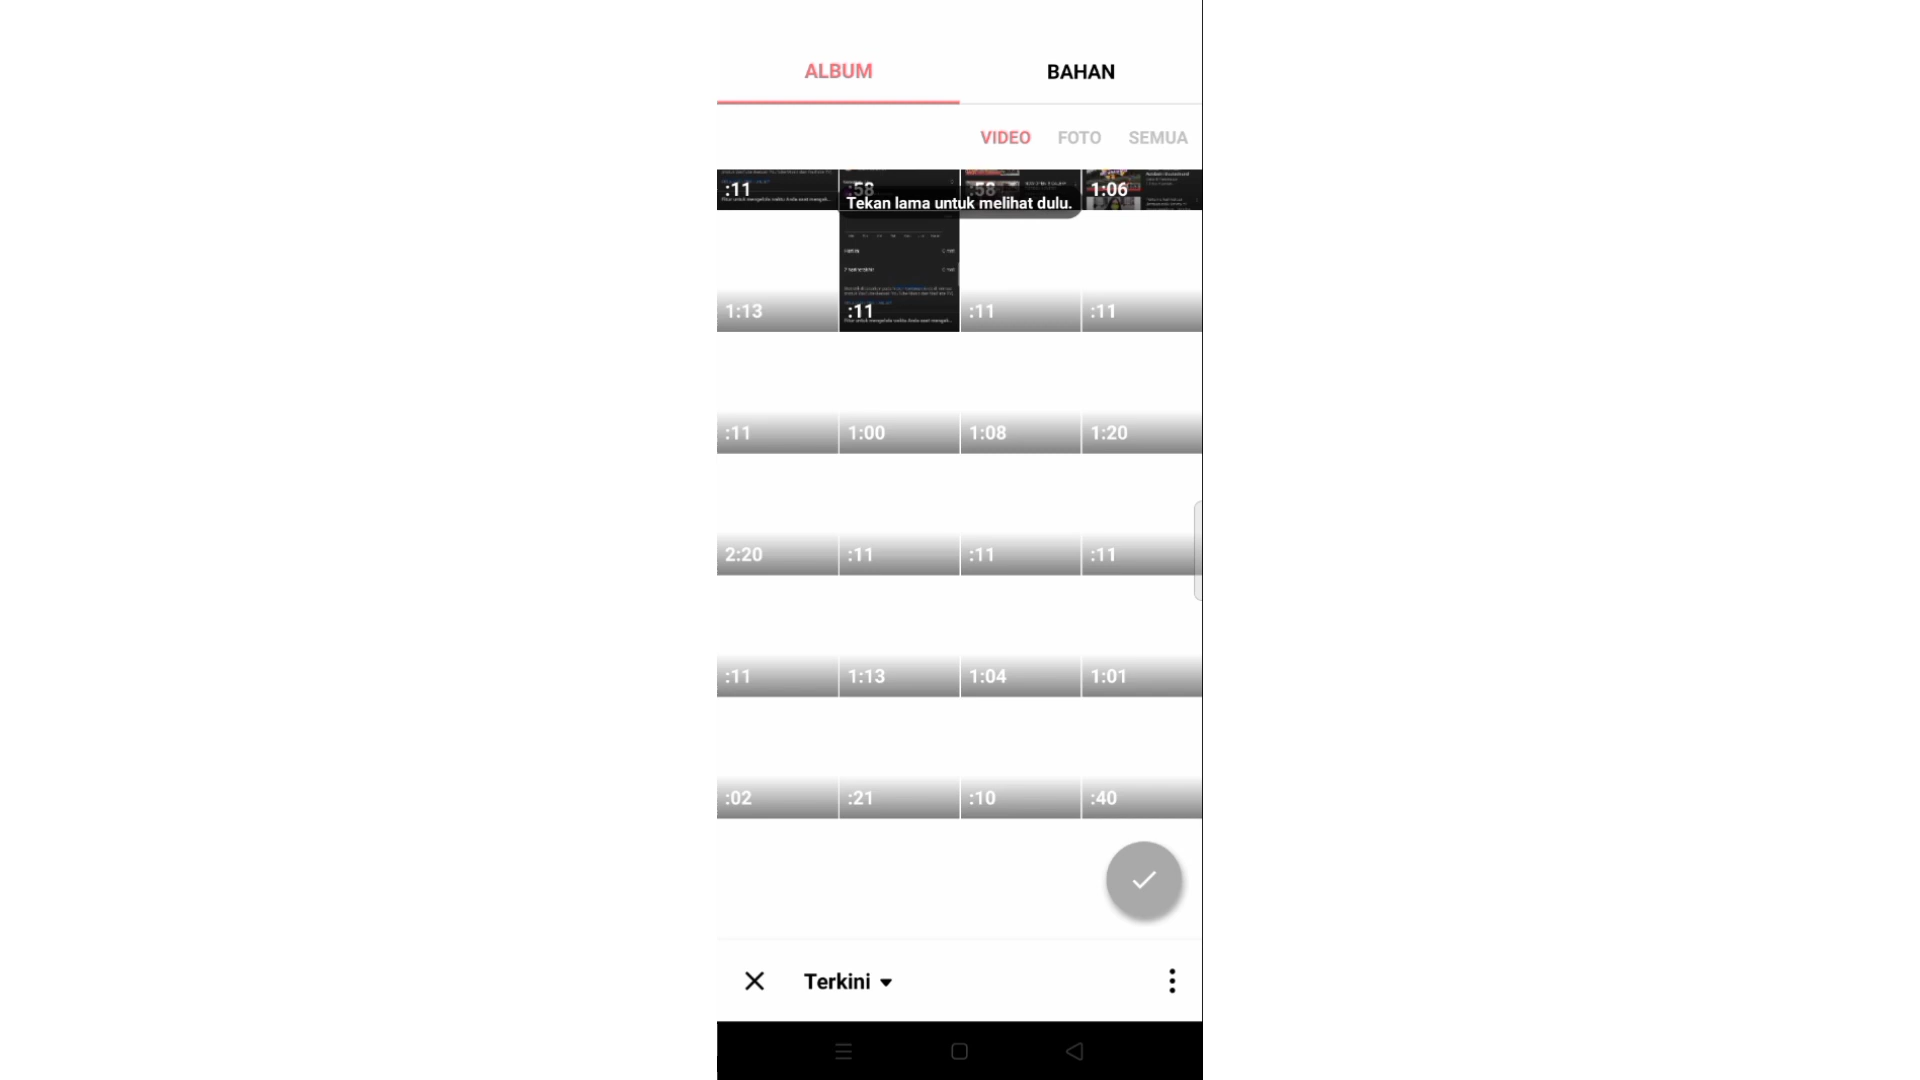 ALBUM BAHAN
VIDEO FOTO SEMUA
:11 :58 :58 1:06
Tekan lama untuk melihat dulu.
1:13 :11 :11 :11
:11 1:00 1:08 1:20
2:20 :11 :11 :11
:11 1:13 1:04 1:01
:02 :21 :10 :40
Terkini